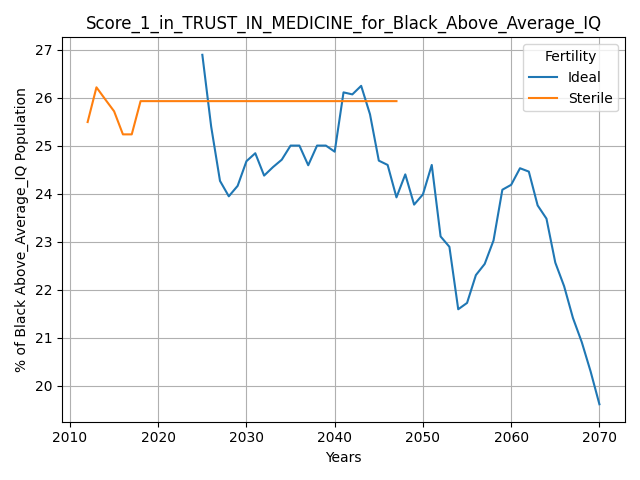 Score_1_in_TRUST_IN_MEDICINE_for_Black_Above_Average_IQ
Fertility
Ideal
Sterile
% of Black Above_Average_IQ Population
27
26
25
24
23
22
21
20
2010 2020 2030 2040 2050 2060 2070
Years